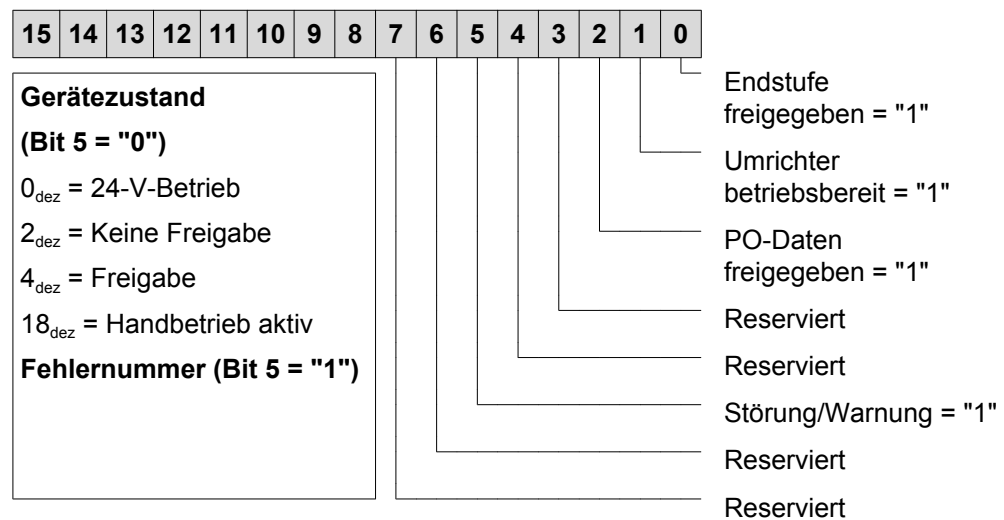 15 14 13 12 11 10 9 8 7 6 5 4 3 2 1 0
Gerätezustand
(Bit 5 = "0")
0dez = 24-V-Betrieb
2dez = Keine Freigabe
4dez = Freigabe
18dez = Handbetrieb aktiv
Fehlernummer (Bit 5 = "1")
Endstufe
freigegeben = "1"
Umrichter
betriebsbereit = "1"
PO-Daten
freigegeben = "1"
Reserviert
Reserviert
Störung/Warnung = "1"
Reserviert
Reserviert